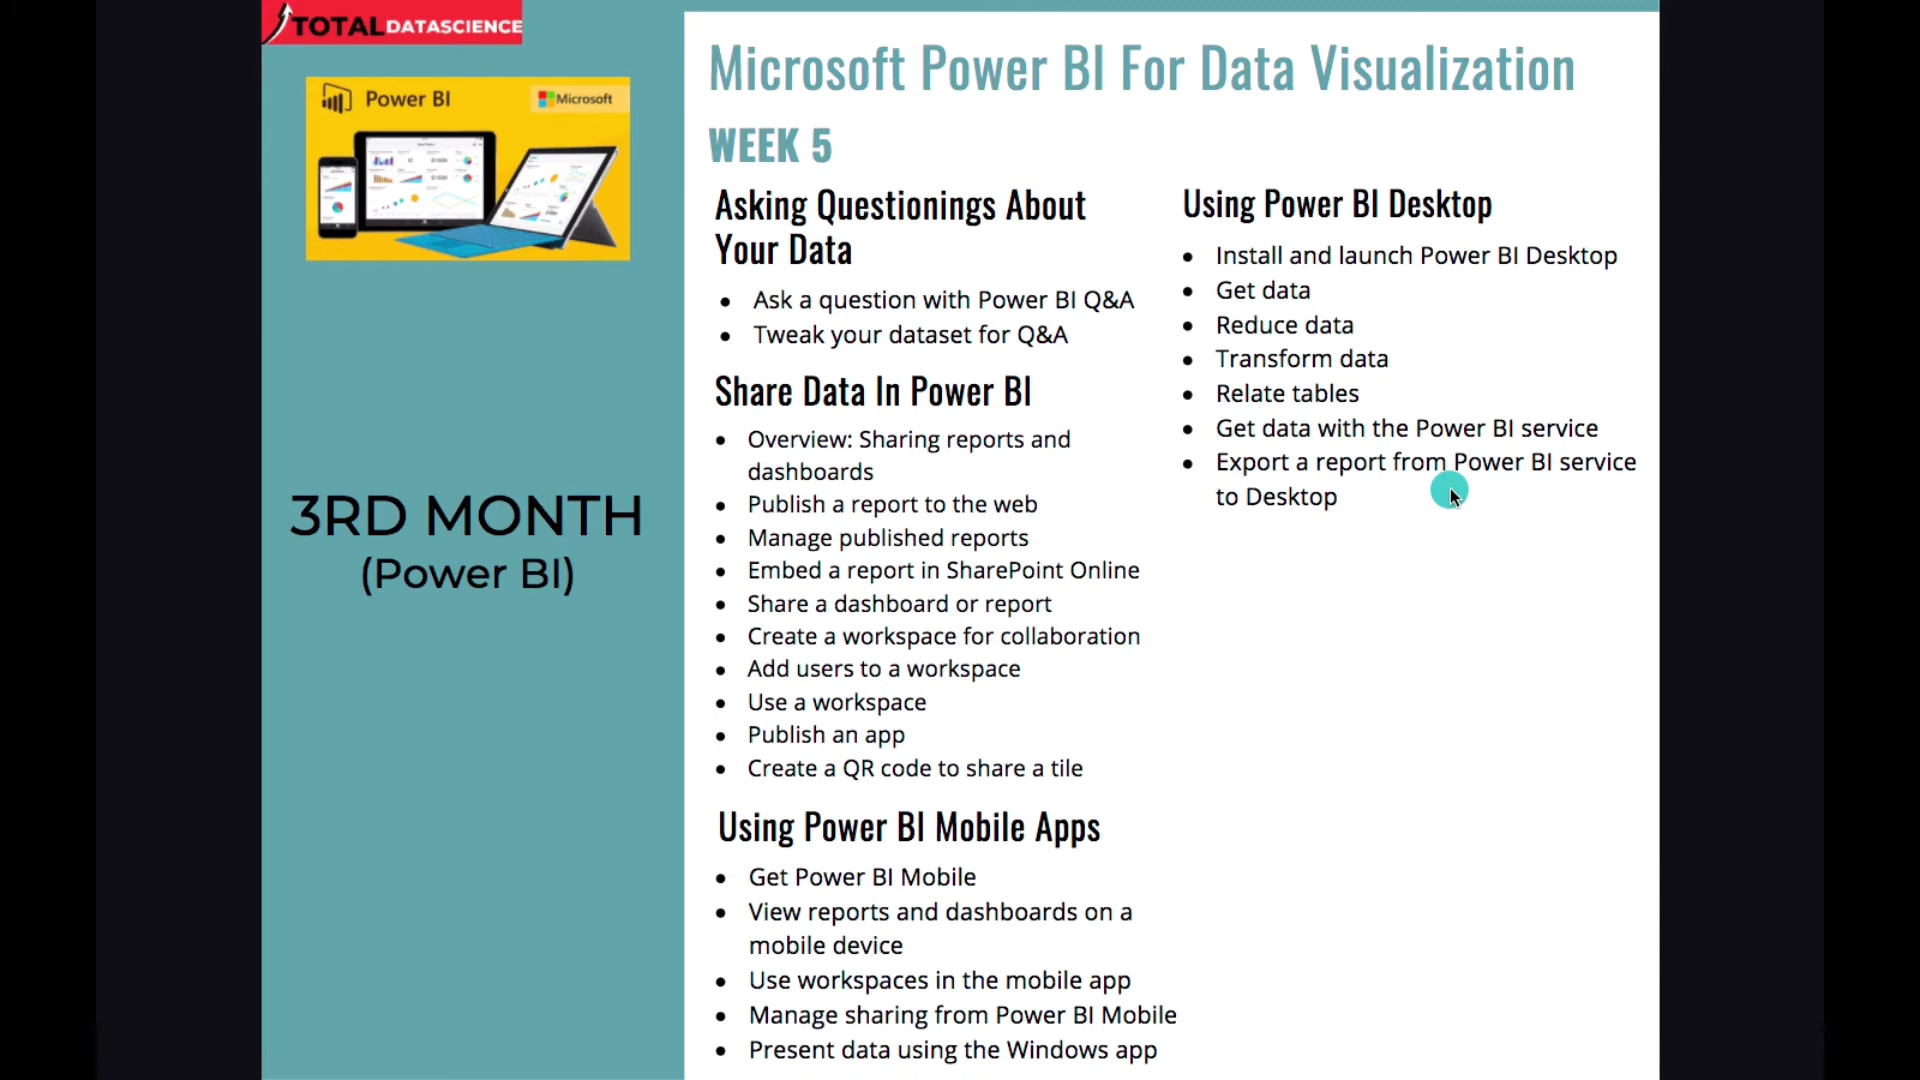 TOTAL DATASCIENCE
Power BI
Microsoft
3RD MONTH
(Power BI)
Microsoft Power BI For Data Visualization
WEEK 5
Asking Questionings About
Your Data
• Ask a question with Power BI Q&A
• Tweak your dataset for Q&A
Share Data In Power BI
• Overview: Sharing reports and
dashboards
• Publish a report to the web
• Manage published reports
• Embed a report in SharePoint Online
• Share a dashboard or report
• Create a workspace for collaboration
• Add users to a workspace
• Use a workspace
• Publish an app
• Create a QR code to share a tile
Using Power BI Mobile Apps
• Get Power BI Mobile
• View reports and dashboards on a
mobile device
• Use workspaces in the mobile app
• Manage sharing from Power BI Mobile
• Present data using the Windows app
Using Power BI Desktop
• Install and launch Power BI Desktop
• Get data
• Reduce data
• Transform data
• Relate tables
• Get data with the Power BI service
• Export a report from Power BI service
to Desktop